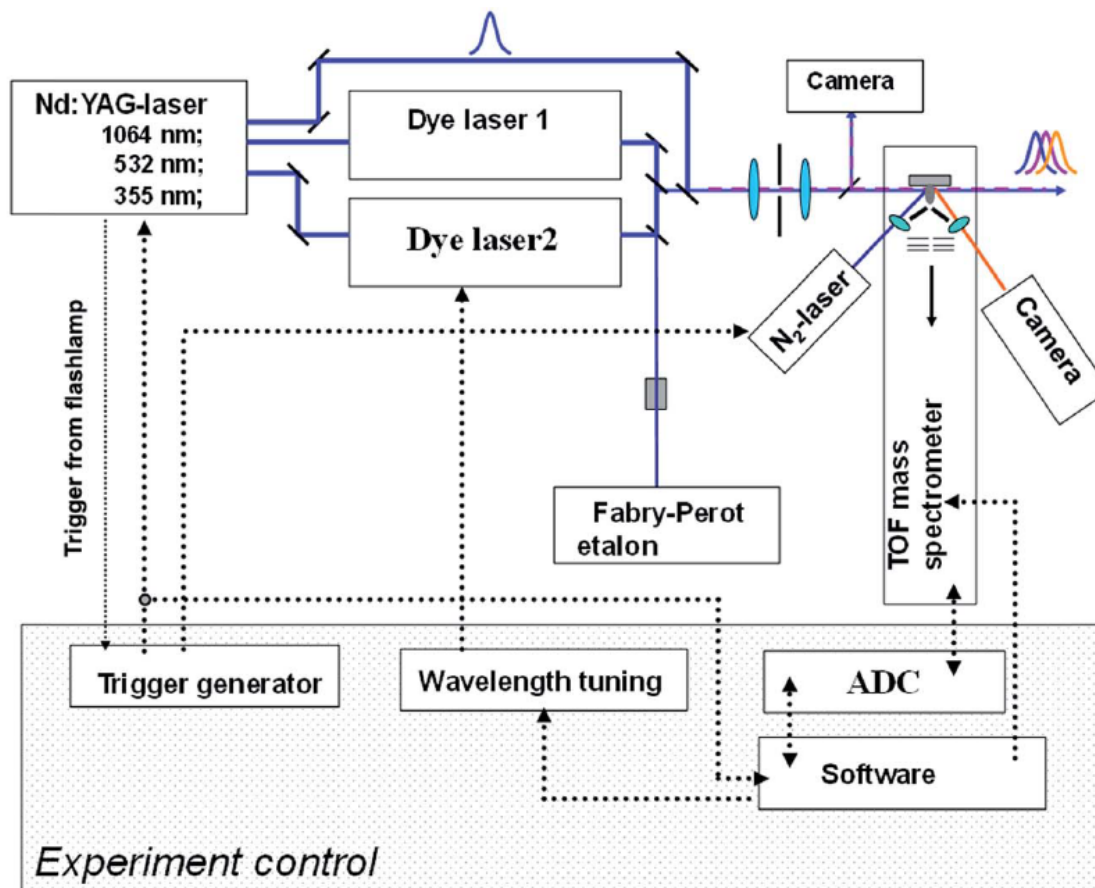 Nd:YAG-laser
1064 nm;
532 nm;
355 nm;
Dye laser 1
Dye laser2
Camera
N₂-laser
Camera
Fabry-Perot
etalon
TOF mass
spectrometer
Trigger from flashlamp
Trigger generator
Wavelength tuning
ADC
Software
Experiment control